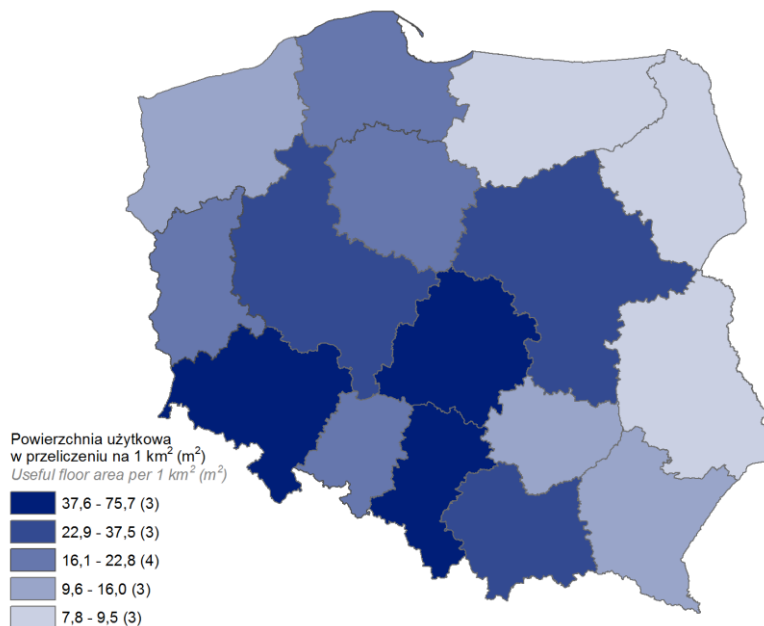 Powierzchnia użytkowa
w przeliczeniu na 1 km² (m²)
Useful floor area per 1 km² (m²)
37,6 - 75,7 (3)
22,9 - 37,5 (3)
16,1 - 22,8 (4)
9,6 - 16,0 (3)
7,8 - 9,5 (3)